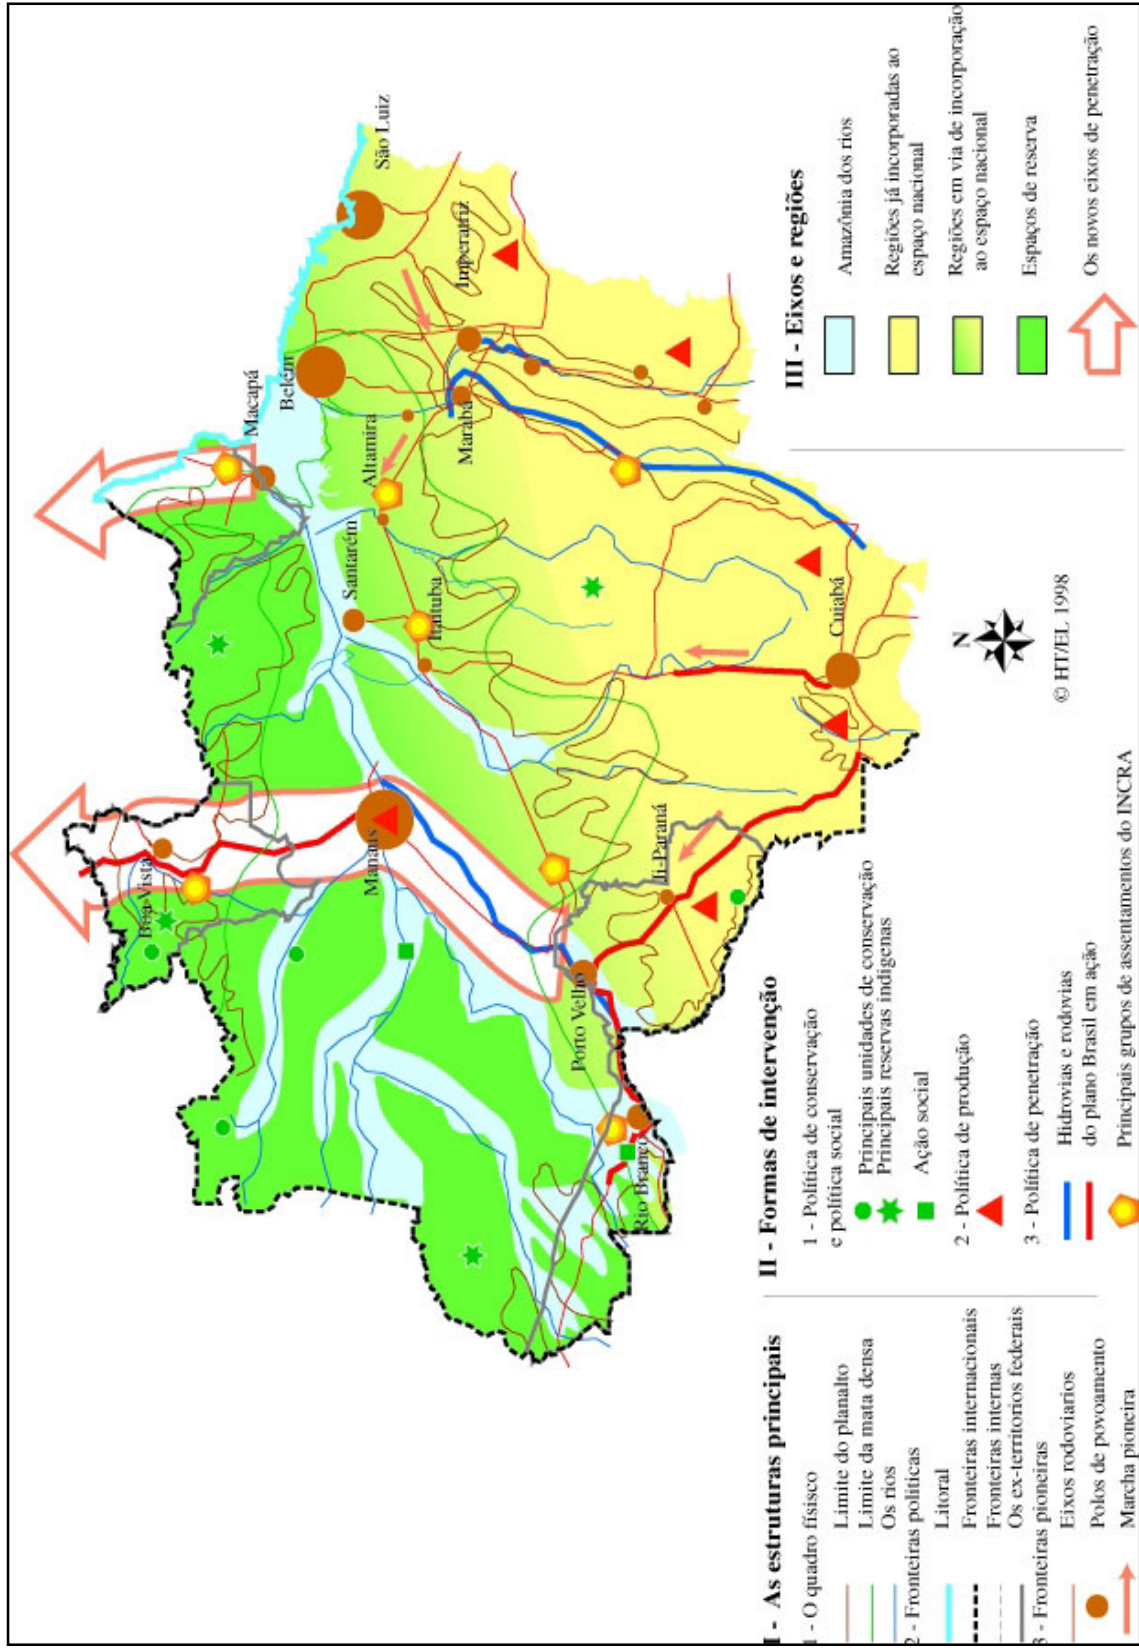 São Luiz
Macapá
Belém
Imperatriz
Altamira
Marabá
Santarém
Itaituba
Cuiabá
Boa Vista
Manaus
Ji-Paraná
Porto Velho
Rio Branco
N
© HT/EL 1998
I - As estruturas principais
1 - O quadro físisco
Limite do planalto
Limite da mata densa
Os rios
2 - Fronteiras politicas
Litoral
Fronteiras internacionais
Fronteiras internas
Os ex-territorios federais
3 - Fronteiras pioneiras
Eixos rodoviarios
Polos de povoamento
Marcha pioneira
II - Formas de intervenção
1 - Política de conservação
e política social
Principais unidades de conservação
Principais reservas indigenas
Ação social
2 - Política de produção
3 - Política de penetração
Hidrovias e rodovias
do plano Brasil em ação
Principais grupos de assentamentos do INCRA
III - Eixos e regiões
Amazônia dos rios
Regiões já incorporadas ao
espaço nacional
Regiões em via de incorporação
ao espaço nacional
Espaços de reserva
Os novos eixos de penetração